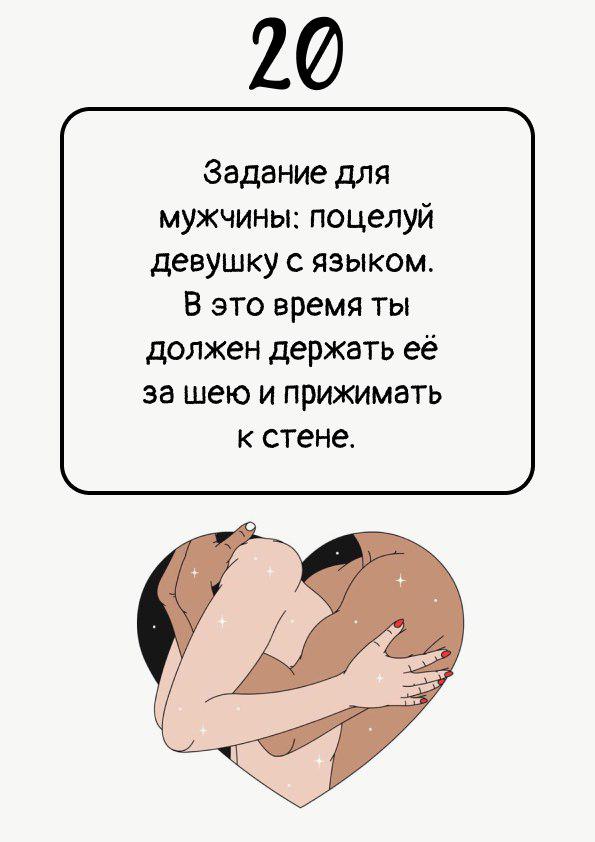 20
Задание для
мужчины: поцелуй
девушку с языком.
В это время ты
должен держать её
за шею и прижимать
к стене.